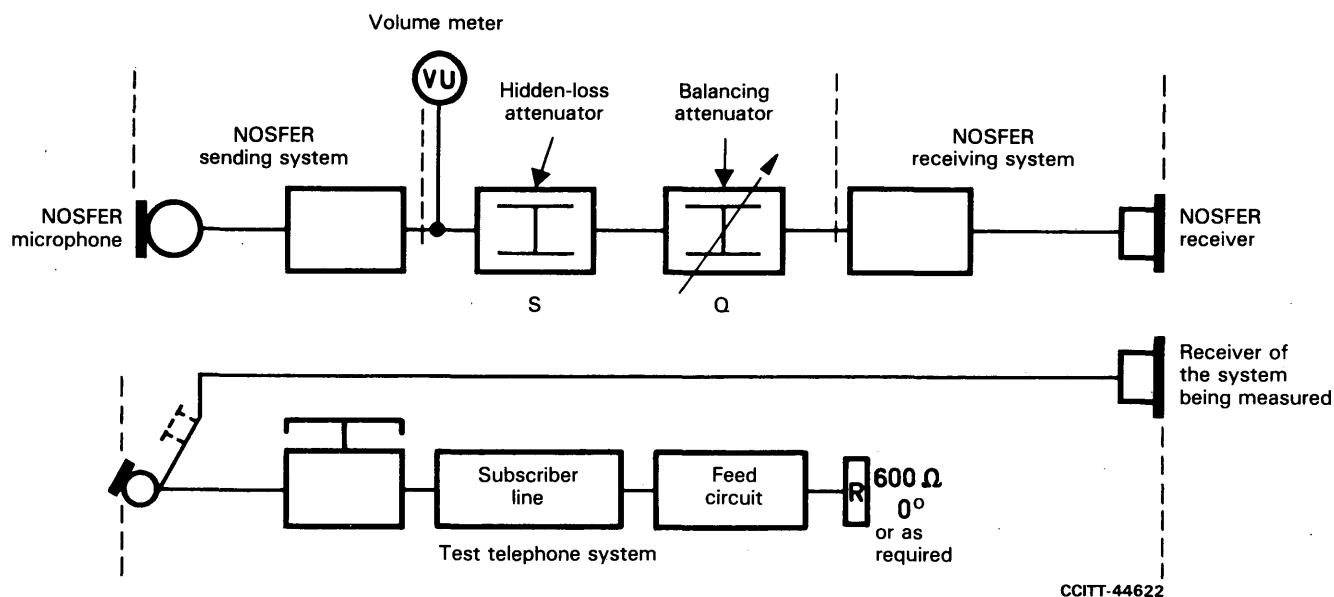 Volume meter
VU
Hidden-loss
attenuator
Balancing
attenuator
NOSFER
sending system
NOSFER
receiving system
NOSFER
microphone
NOSFER
receiver
S
Q
Receiver of
the system
being measured
Subscriber
line
Feed
circuit
R
600 Ω
0°
or as
required
Test telephone system
CCITT-44622